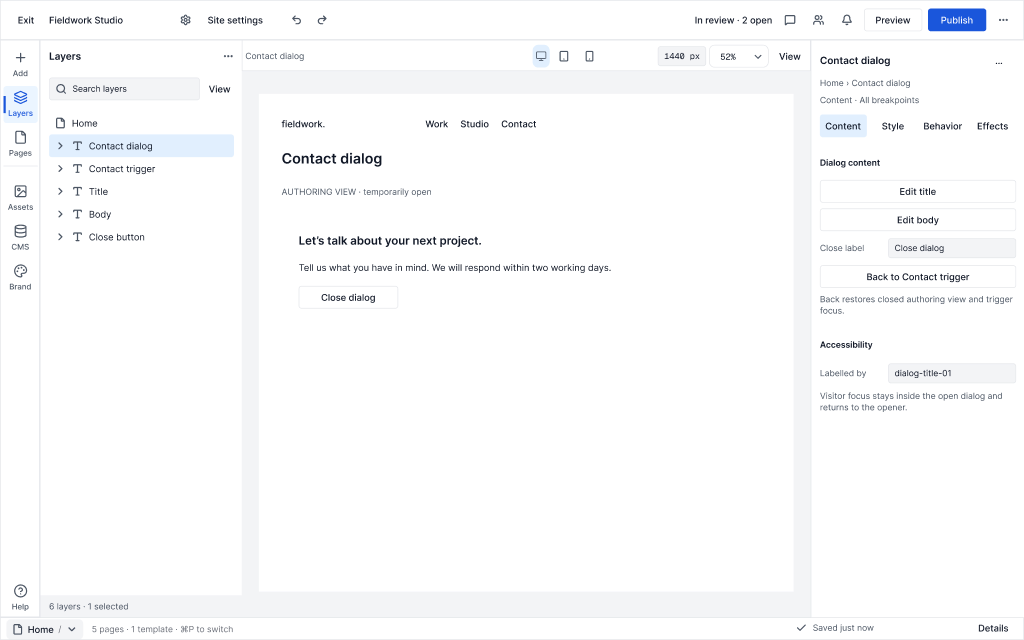 Exit Fieldwork Studio Site settings In review · 2 open Preview Publish ...
Add
Layers
Pages
Assets
CMS
Brand
Help
Layers ...
Search layers View
Home
Contact dialog
Contact trigger
Title
Body
Close button
6 layers · 1 selected
Contact dialog 1440 px 52% View
fieldwork. Work Studio Contact
Contact dialog
AUTHORING VIEW · temporarily open
Let’s talk about your next project.
Tell us what you have in mind. We will respond within two working days.
Close dialog
Contact dialog ...
Home › Contact dialog
Content · All breakpoints
Content Style Behavior Effects
Dialog content
Edit title
Edit body
Close label Close dialog
Back to Contact trigger
Back restores closed authoring view and trigger
focus.
Accessibility
Labelled by dialog-title-01
Visitor focus stays inside the open dialog and
returns to the opener.
Home / 5 pages · 1 template · ⌘P to switch Saved just now Details